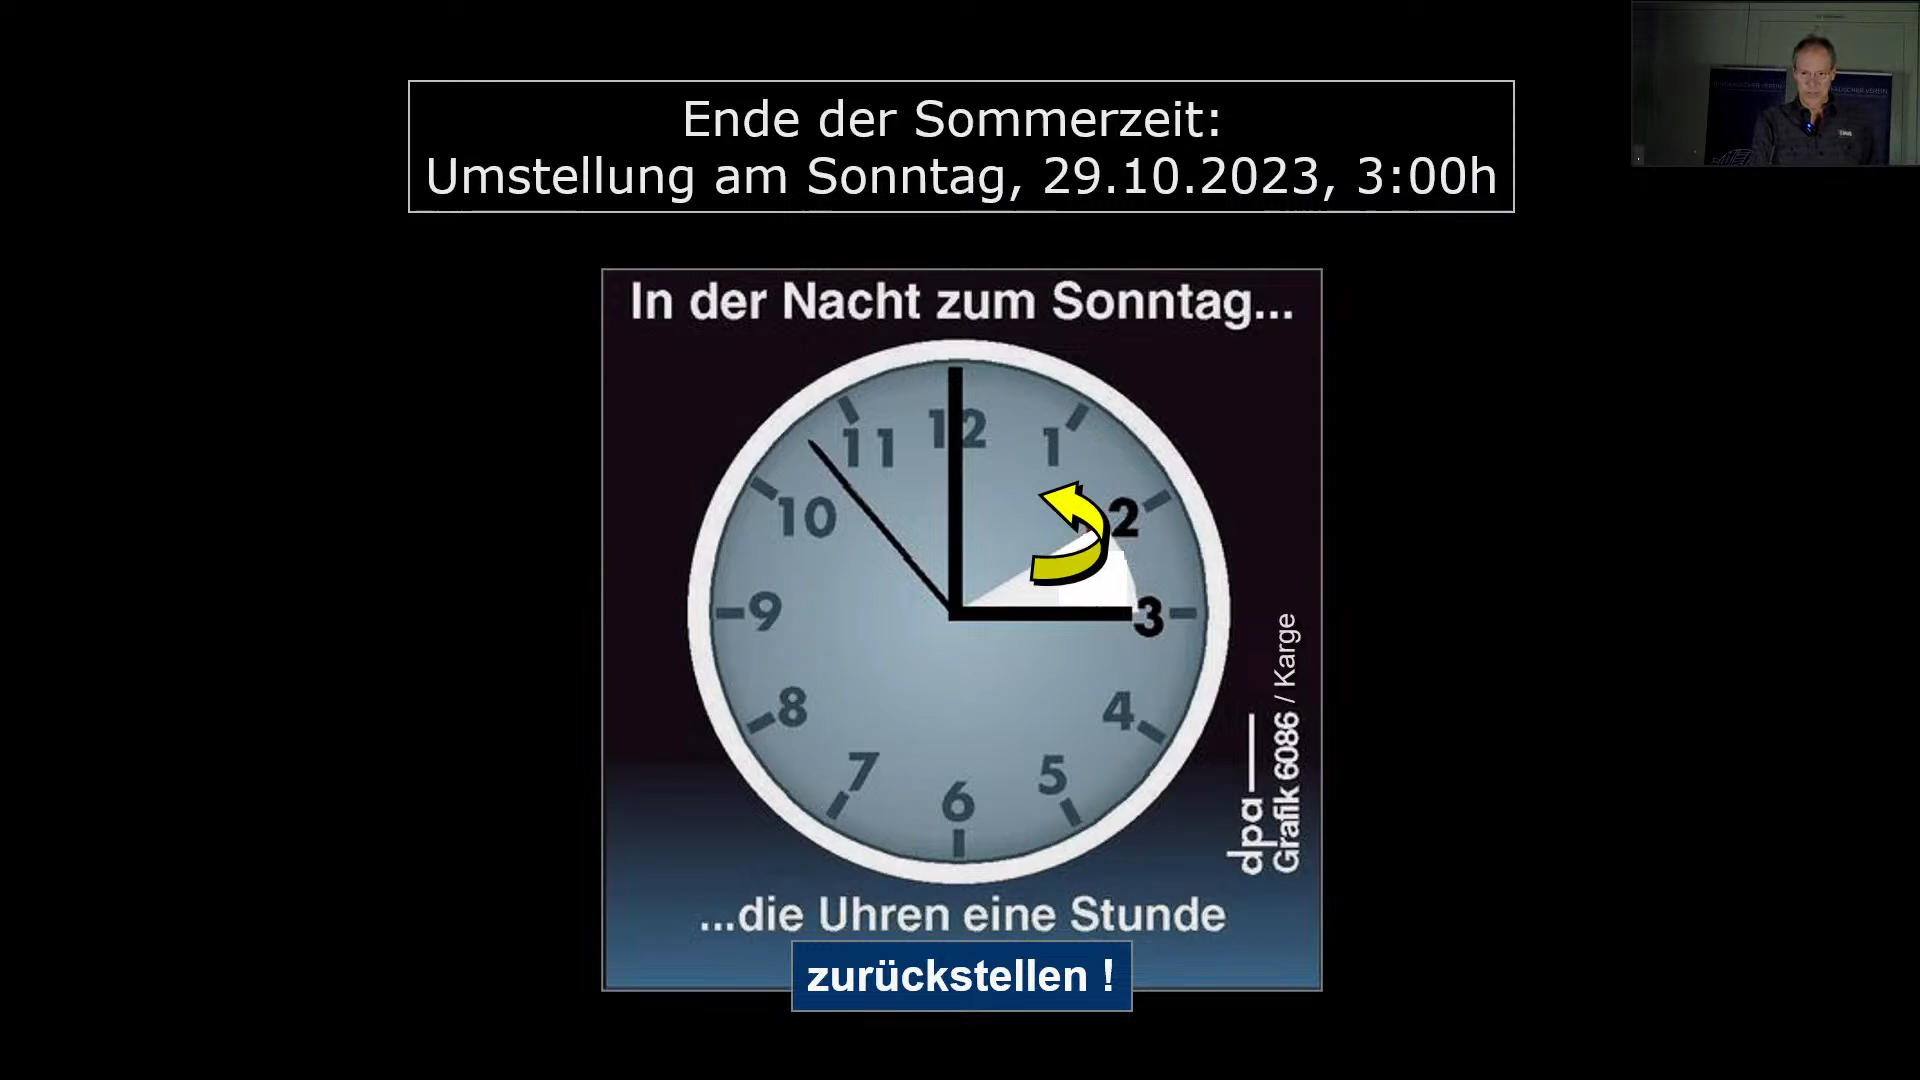 Ende der Sommerzeit:
Umstellung am Sonntag, 29.10.2023, 3:00h
In der Nacht zum Sonntag...
12
11
1
10
2
9
3
8
4
7
5
6
dpa
Grafik 6086 / Karge
...die Uhren eine Stunde
zurückstellen !